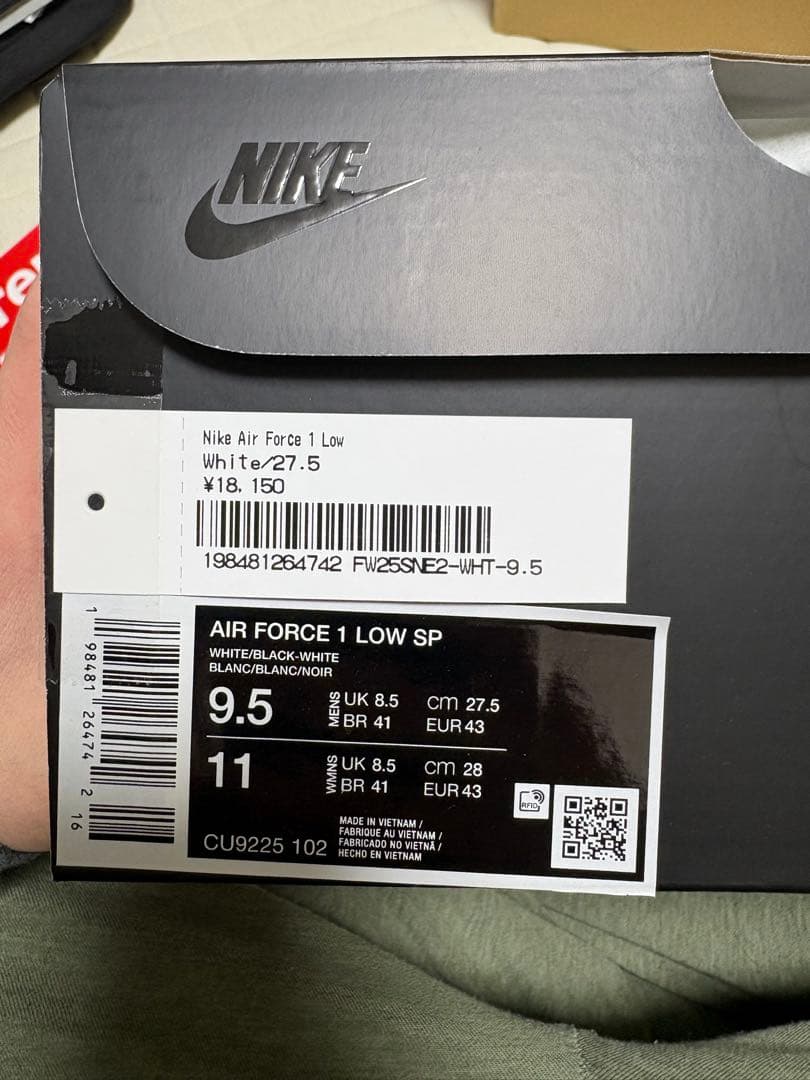 NIKE
Nike Air Force 1 Low
White/27.5
¥18,150
198481264742 FW25SNE2-WHT-9.5
1 98481 26474 2 16
AIR FORCE 1 LOW SP
WHITE/BLACK-WHITE
BLANC/BLANC/NOIR
9.5 MENS UK 8.5 cm 27.5
BR 41 EUR 43
11 WMNS UK 8.5 cm 28
BR 41 EUR 43
RFID
CU9225 102
MADE IN VIETNAM /
FABRIQUE AU VIETNAM /
FABRICADO NO VIETNÃ /
HECHO EN VIETNAM